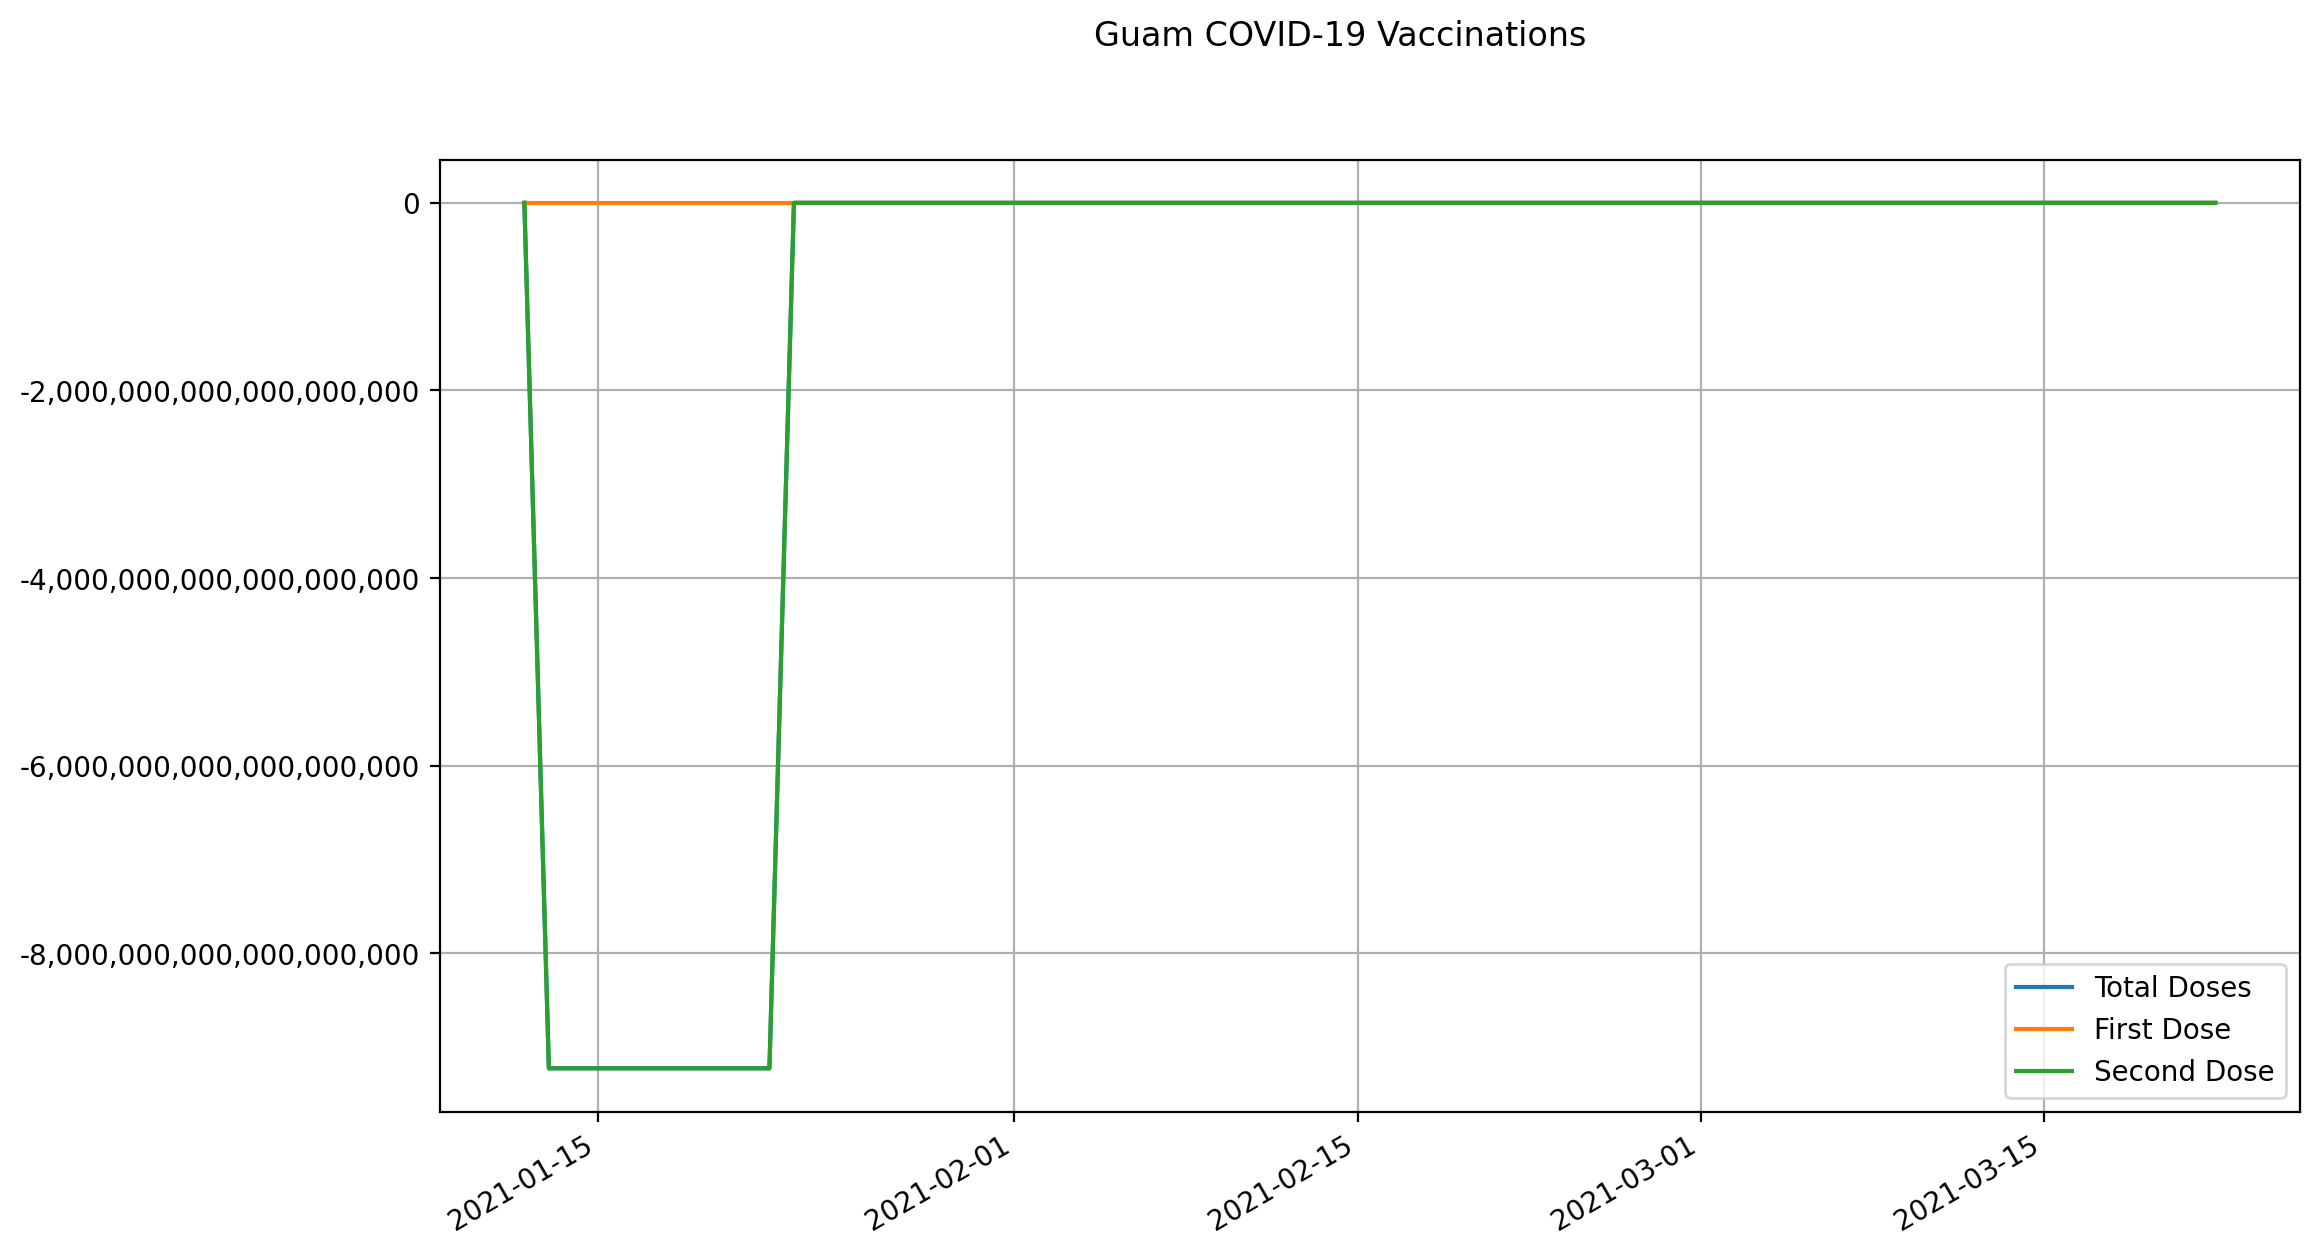 Guam COVID-19 Vaccinations
0
-2,000,000,000,000,000,000
-4,000,000,000,000,000,000
-6,000,000,000,000,000,000
-8,000,000,000,000,000,000
Total Doses
First Dose
Second Dose
2021-01-15
2021-02-01
2021-02-15
2021-03-01
2021-03-15